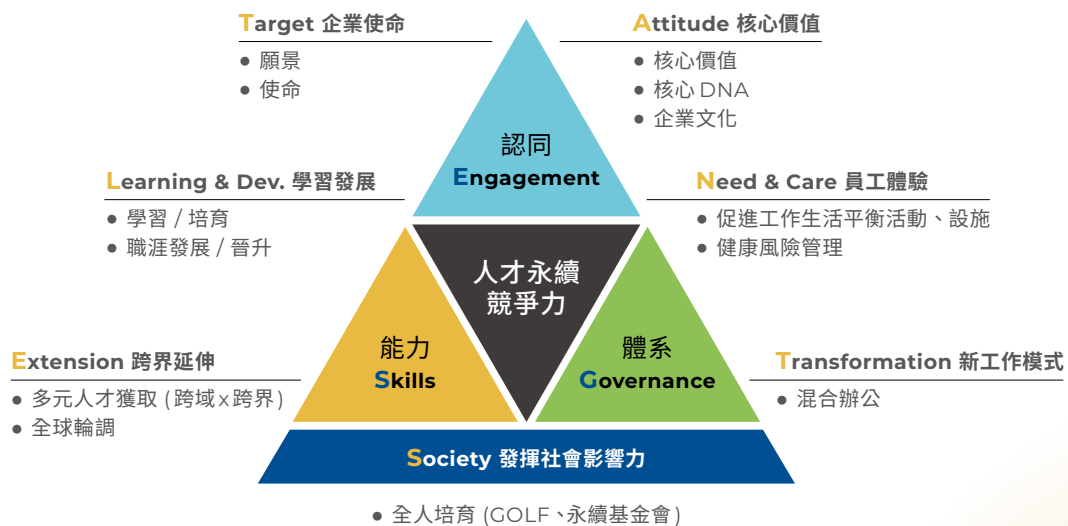 Target 企業使命
● 願景
● 使命
Attitude 核心價值
● 核心價值
● 核心 DNA
● 企業文化
認同
Engagement
Learning & Dev. 學習發展
● 學習 / 培育
● 職涯發展 / 晉升
Need & Care 員工體驗
● 促進工作生活平衡活動、設施
● 健康風險管理
人才永續
競爭力
能力
Skills
體系
Governance
Extension 跨界延伸
● 多元人才獲取 (跨域x跨界)
● 全球輪調
Transformation 新工作模式
● 混合辦公
Society 發揮社會影響力
● 全人培育 (GOLF、永續基金會)